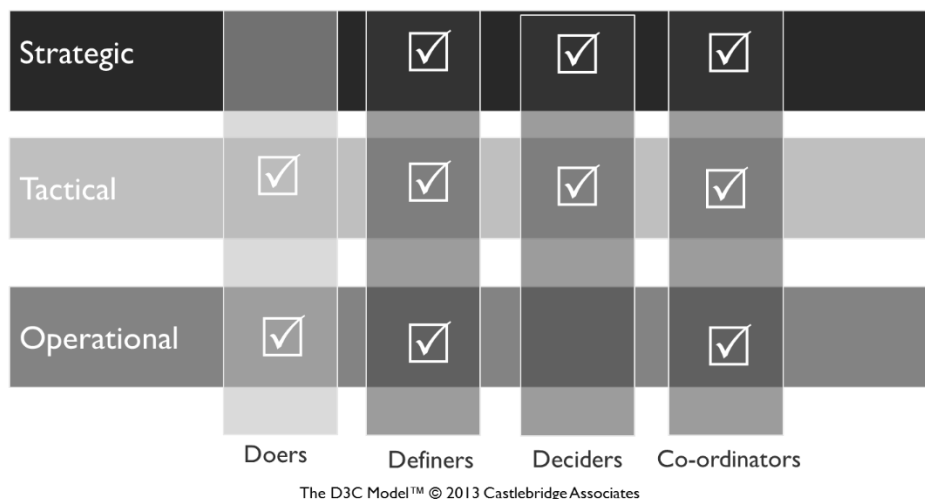 Strategic
Tactical
Operational
Doers
Definers
Deciders
Co-ordinators
The D3C Model™ © 2013 Castlebridge Associates